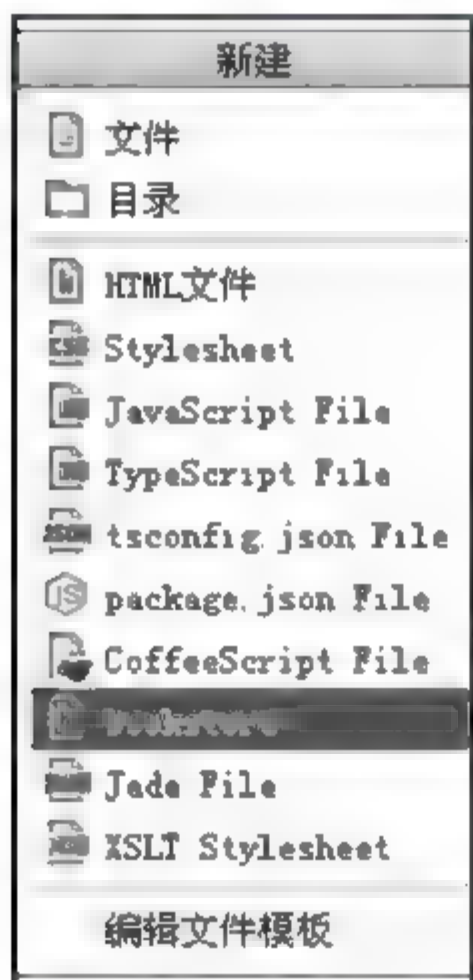 新建
文件
目录
HTML文件
Stylesheet
JavaScript File
TypeScript File
tsconfig.json File
package.json File
CoffeeScript File
Jade File
XSLT Stylesheet
编辑文件模板